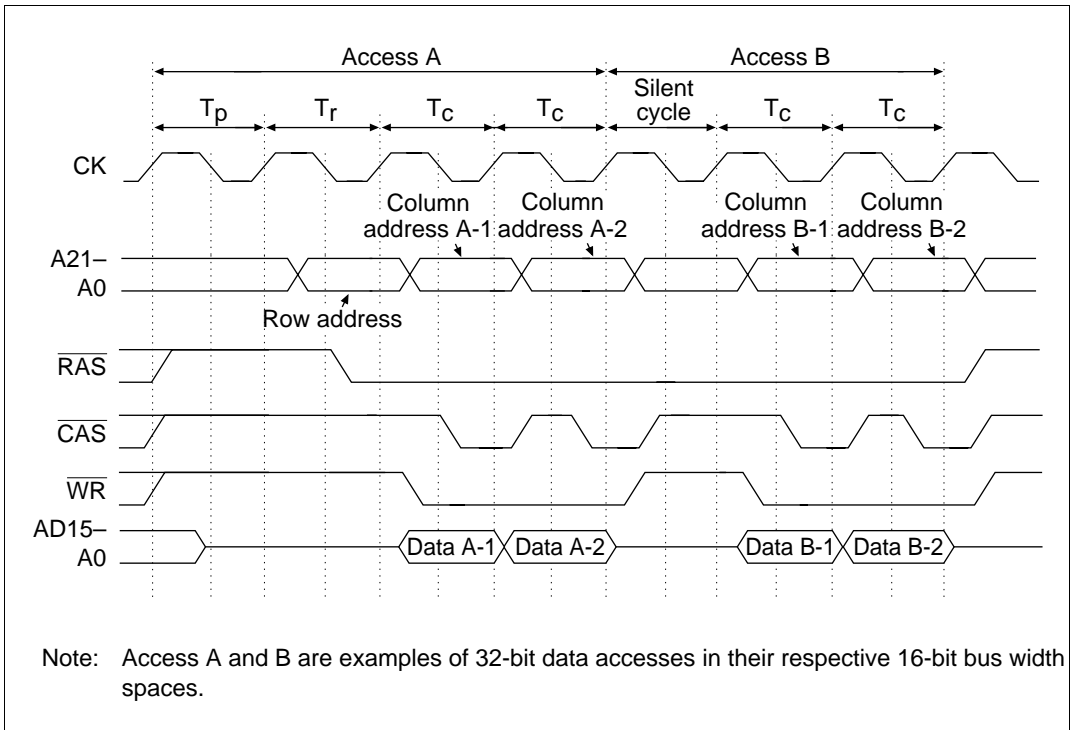 Access A
Access B
Tp
Tr
Tc
Tc
Silent
cycle
Tc
Tc
CK
Column
address A-1
Column
address A-2
Column
address B-1
Column
address B-2
A21–
A0
Row address
RAS
CAS
WR
AD15–
A0
Data A-1
Data A-2
Data B-1
Data B-2
Note: Access A and B are examples of 32-bit data accesses in their respective 16-bit bus width
spaces.